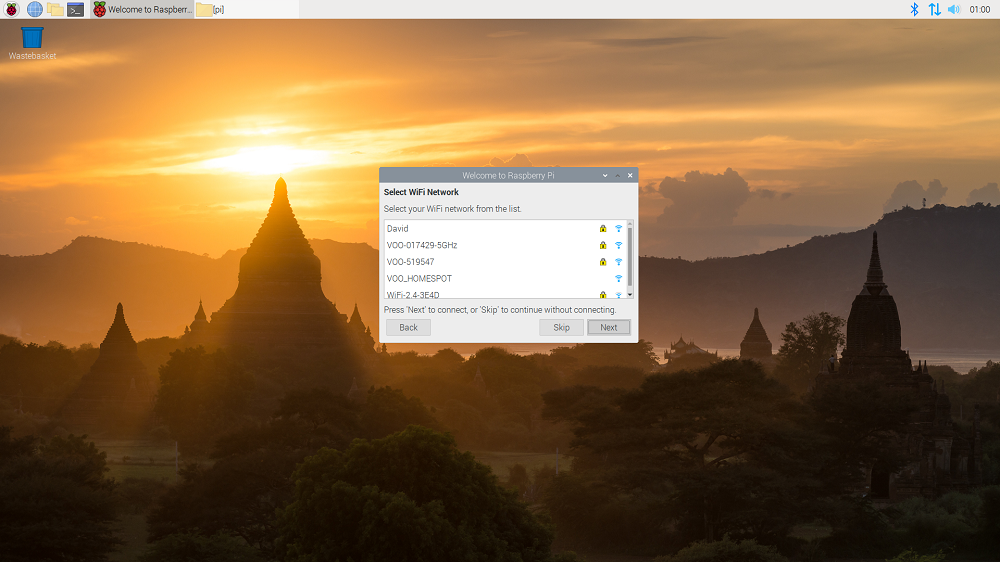 Welcome to Raspberr... [pi] 01:00
Wastebasket
Welcome to Raspberry Pi
Select WiFi Network
Select your WiFi network from the list.
David
VOO-017429-5GHz
VOO-519547
VOO_HOMESPOT
WiFi-2.4-3E4D
Press 'Next' to connect, or 'Skip' to continue without connecting.
Back Skip Next